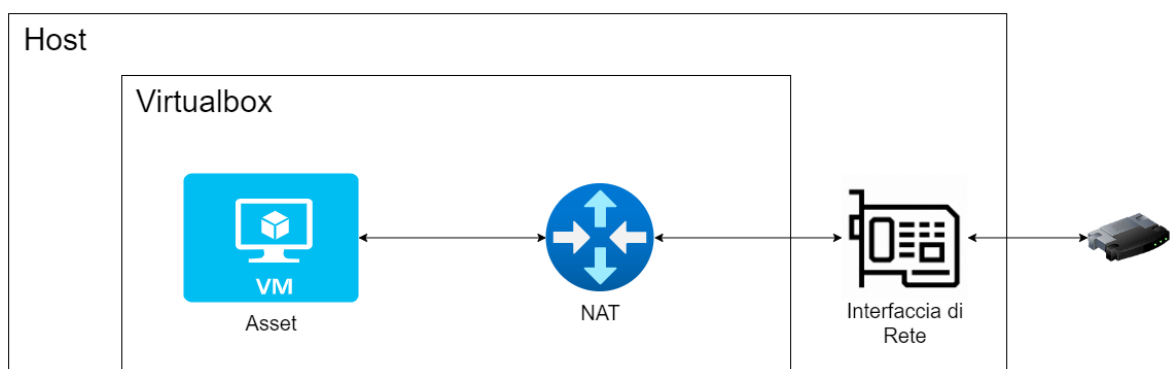 Host
Virtualbox
VM
Asset
NAT
Interfaccia di
Rete